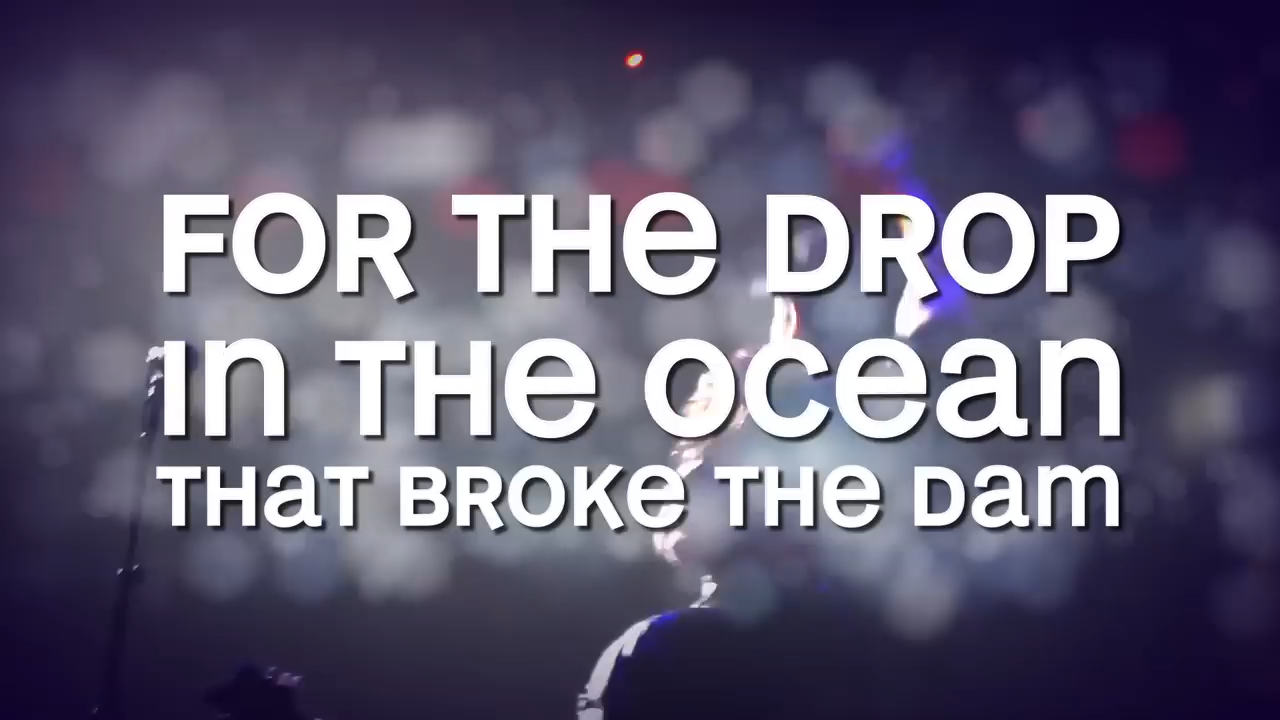 FOR THE DROP
In THE OCean
THaT BROKe THE Dam